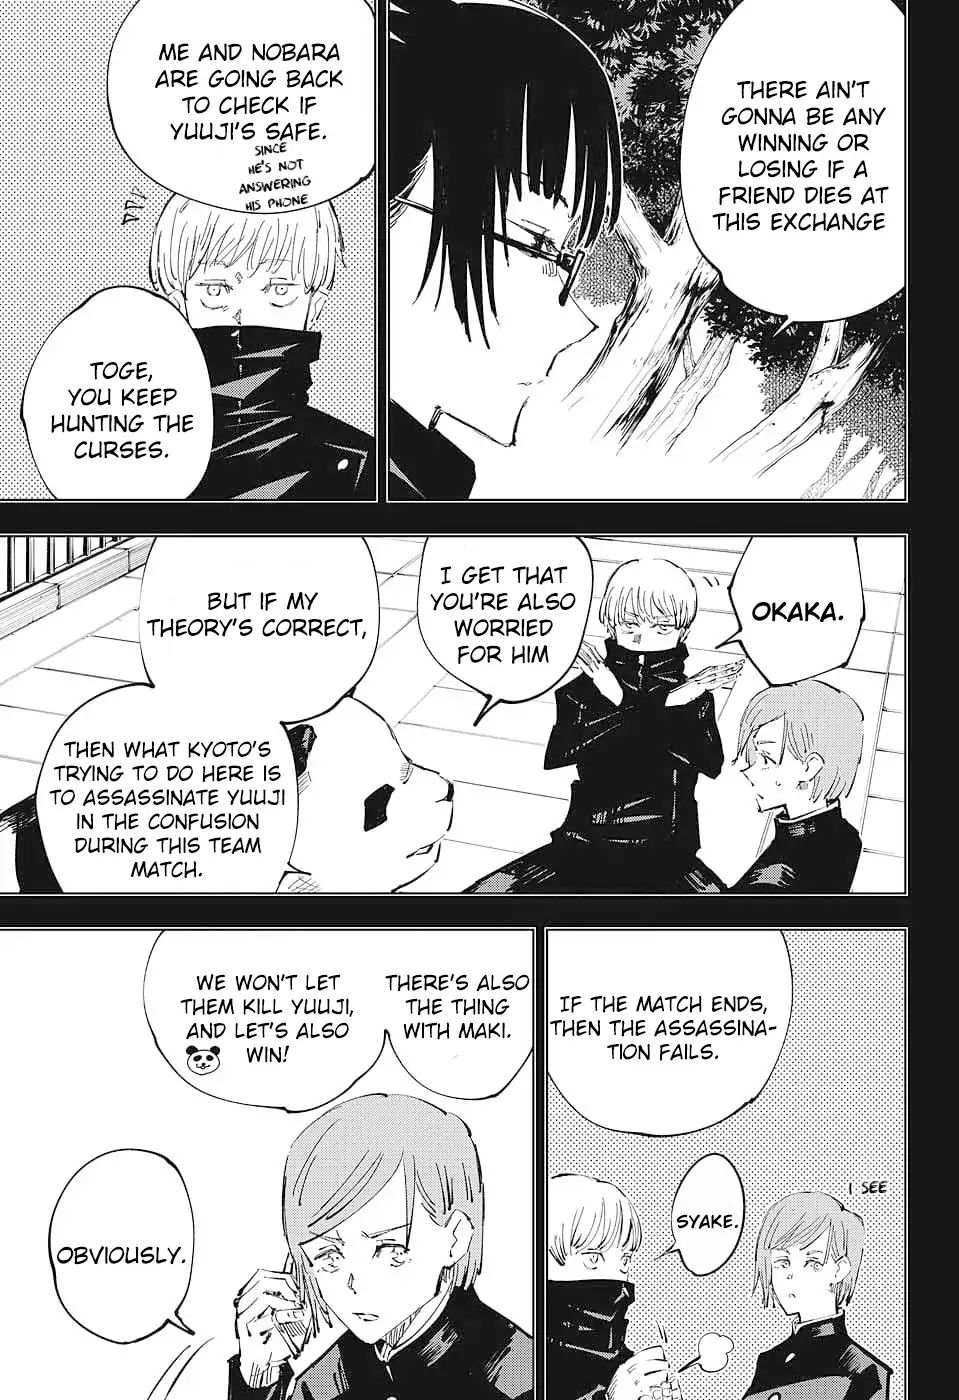 THERE AIN'T
GONNA BE ANY
WINNING OR
LOSING IF A
FRIEND DIES AT
THIS EXCHANGE
ME AND NOBARA
ARE GOING BACK
TO CHECK IF
YUUJI'S SAFE.
SINCE
HE'S NOT
ANSWERING
HIS PHONE
TOGE,
YOU KEEP
HUNTING THE
CURSES.
OKAKA.
I GET THAT
YOU'RE ALSO
WORRIED
FOR HIM
BUT IF MY
THEORY'S CORRECT,
THEN WHAT KYOTO'S
TRYING TO DO HERE IS
TO ASSASSINATE YUUJI
IN THE CONFUSION
DURING THIS TEAM
MATCH.
IF THE MATCH ENDS,
THEN THE ASSASSINA-
TION FAILS.
I SEE
SYAKE.
THERE'S ALSO
THE THING
WITH MAKI.
WE WON'T LET
THEM KILL YUUJI,
AND LET'S ALSO
WIN!
OBVIOUSLY.